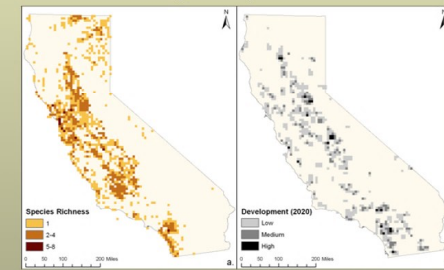 N
Species Richness
1
2-4
5-8
0 50 100 200 Miles
a.
N
Development (2020)
Low
Medium
High
0 50 100 200 Miles